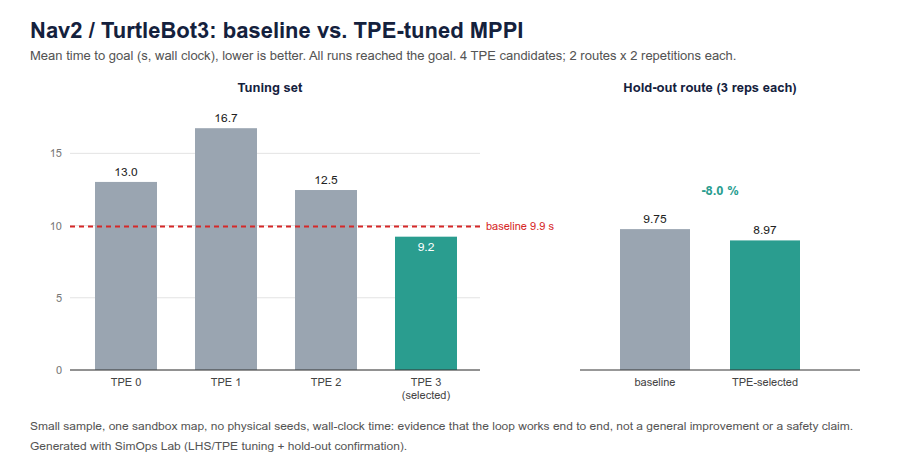 Nav2 / TurtleBot3: baseline vs. TPE-tuned MPPI
Mean time to goal (s, wall clock), lower is better. All runs reached the goal. 4 TPE candidates; 2 routes x 2 repetitions each.
Tuning set
16.7
15
13.0
12.5
10
baseline 9.9 s
9.2
5
0
TPE 0
TPE 1
TPE 2
TPE 3
(selected)
Hold-out route (3 reps each)
-8.0 %
9.75
8.97
baseline
TPE-selected
Small sample, one sandbox map, no physical seeds, wall-clock time: evidence that the loop works end to end, not a general improvement or a safety claim.
Generated with SimOps Lab (LHS/TPE tuning + hold-out confirmation).